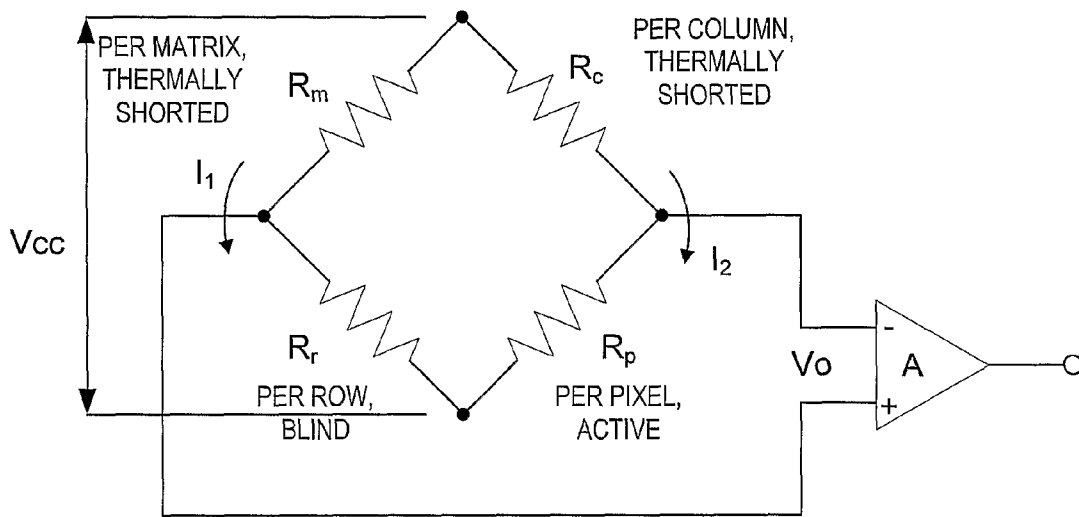 PER MATRIX,
THERMALLY
SHORTED
Rm
Rc
PER COLUMN,
THERMALLY
SHORTED
I1
Vcc
I2
Rr
PER ROW,
BLIND
Rp
PER PIXEL,
ACTIVE
Vo
-
A
+